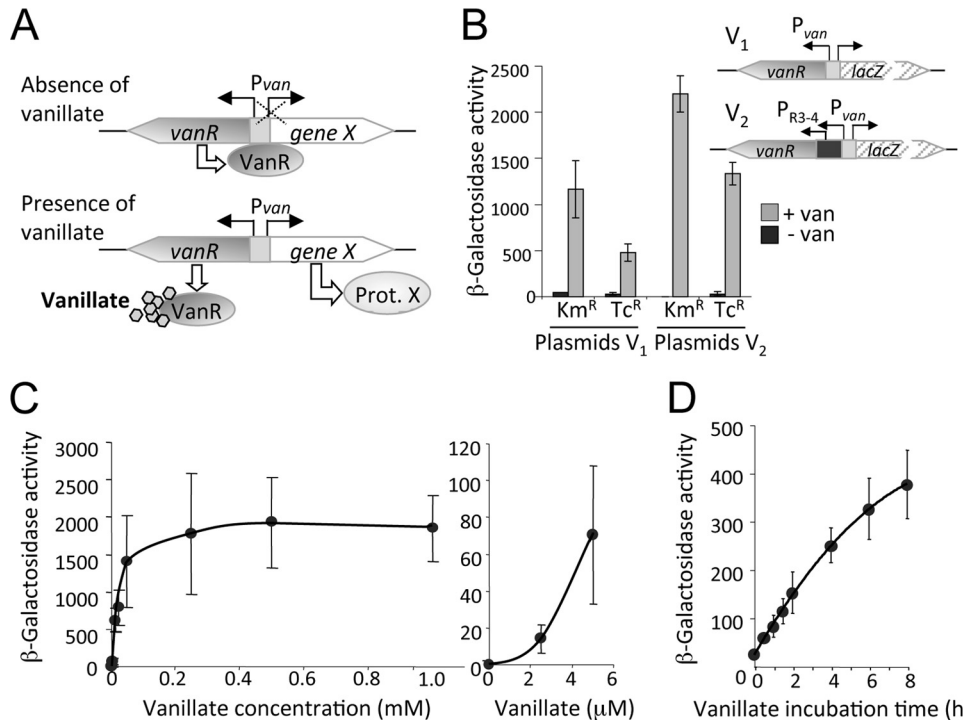 A
Absence of
vanillate
Pvan
vanR
gene X
VanR
Presence of
vanillate
Pvan
vanR
gene X
Vanillate
VanR
Prot. X
B
β-Galactosidase activity
2500
2000
1500
1000
500
0
KmR TcR KmR TcR
Plasmids V1 Plasmids V2
V1
Pvan
vanR
lacZ
V2
PR3-4 Pvan
vanR
lacZ
+ van
- van
C
β-Galactosidase activity
3000
2500
2000
1500
1000
500
0
0 0.2 0.4 0.6 0.8 1.0
Vanillate concentration (mM)
120
100
80
60
40
20
0
0 2 4 6
Vanillate (μM)
D
β-Galactosidase activity
500
400
300
200
100
0
0 2 4 6 8
Vanillate incubation time (h